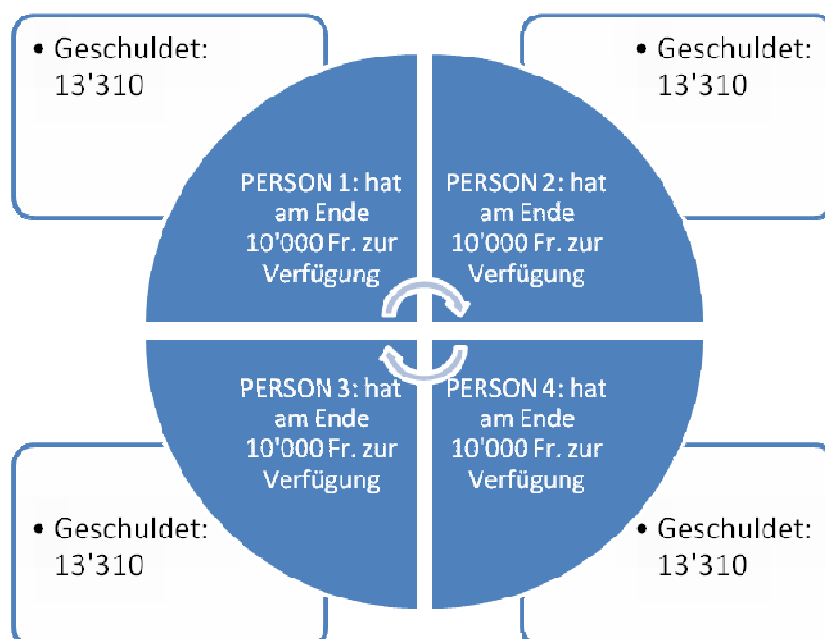 • Geschuldet:
13'310
• Geschuldet:
13'310
PERSON 1: hat
am Ende
10'000 Fr. zur
Verfügung
PERSON 2: hat
am Ende
10'000 Fr. zur
Verfügung
PERSON 3: hat
am Ende
10'000 Fr. zur
Verfügung
PERSON 4: hat
am Ende
10'000 Fr. zur
Verfügung
• Geschuldet:
13'310
• Geschuldet:
13'310